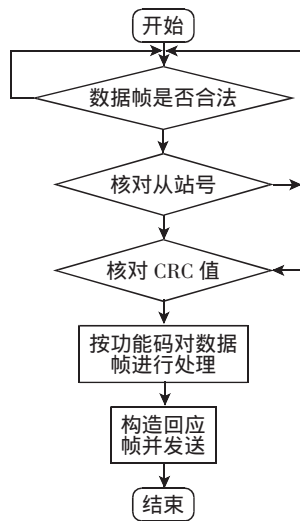 开始
数据帧是否合法
核对从站号
核对 CRC 值
按功能码对数据
帧进行处理
构造回应
帧并发送
结束